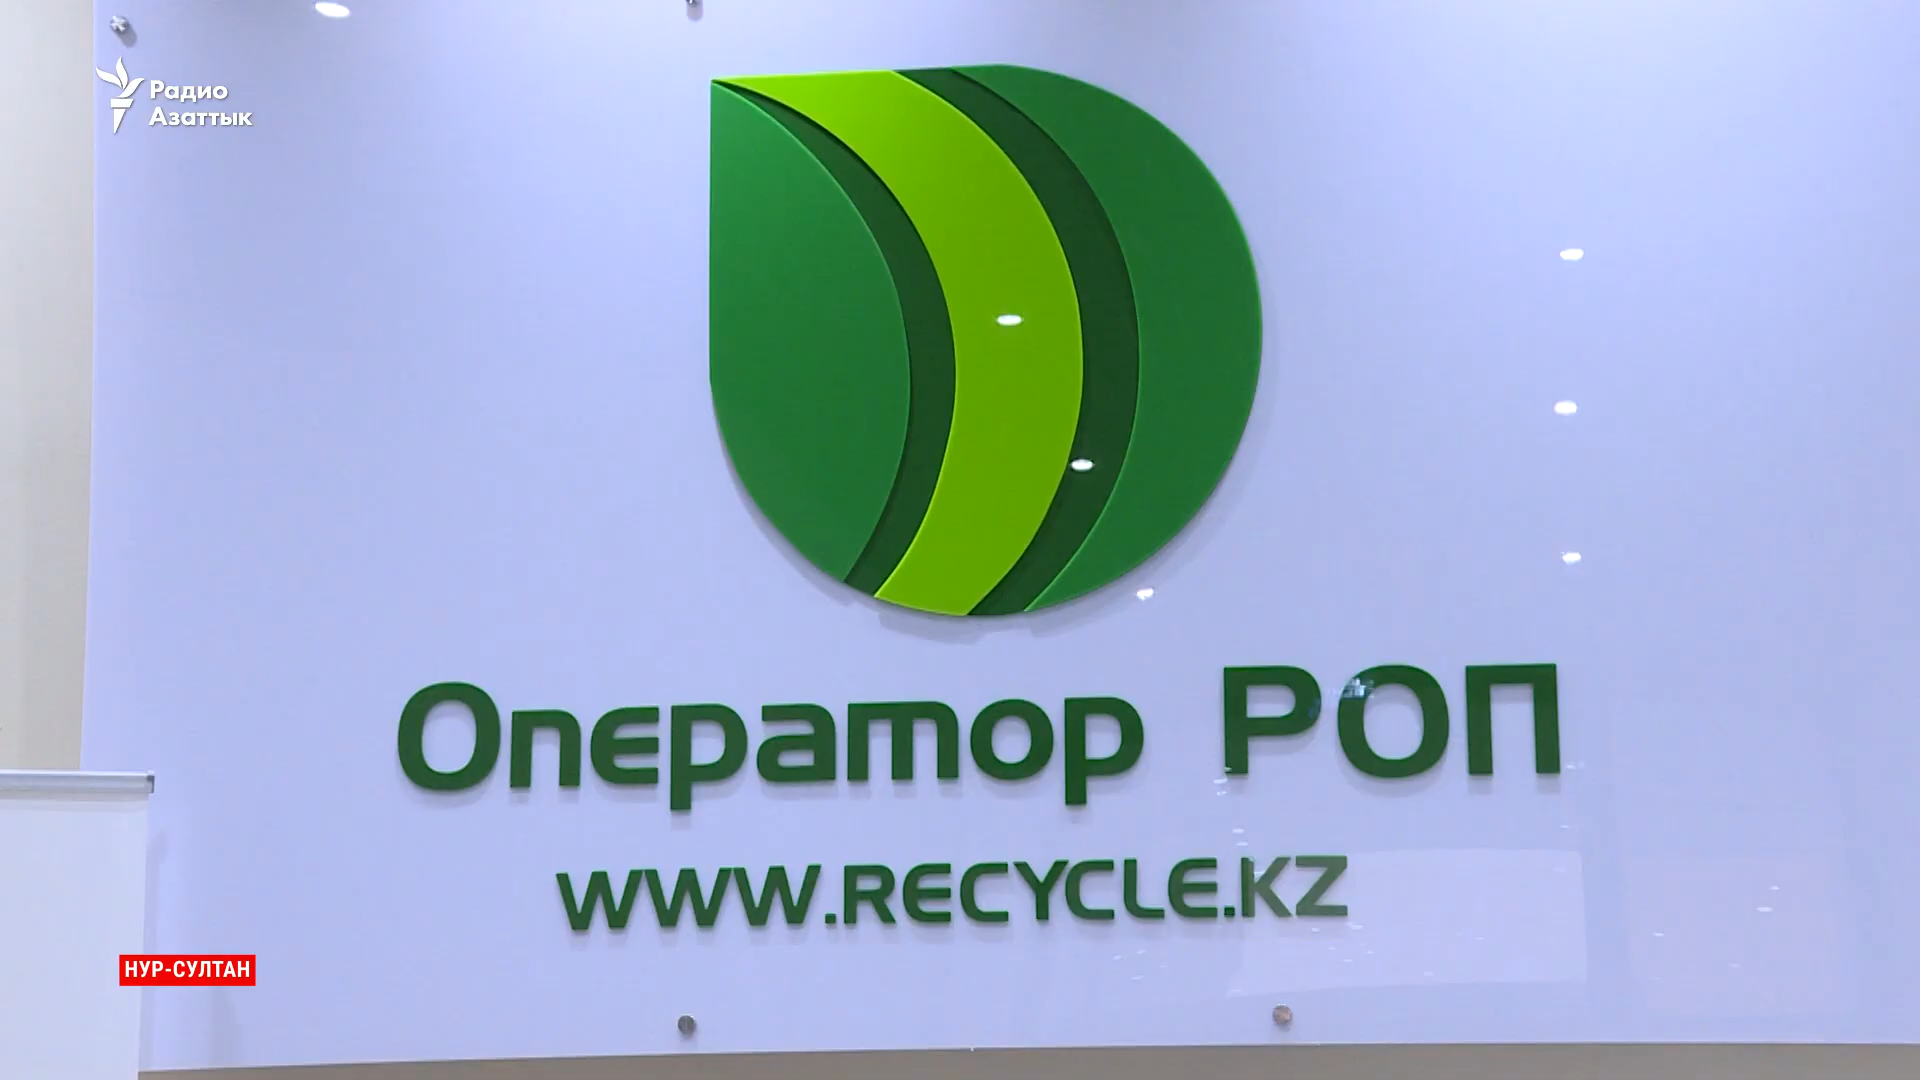 Радио
Азаттык
Оператор РОП
WWW.RECYCLE.KZ
НУР-СУЛТАН